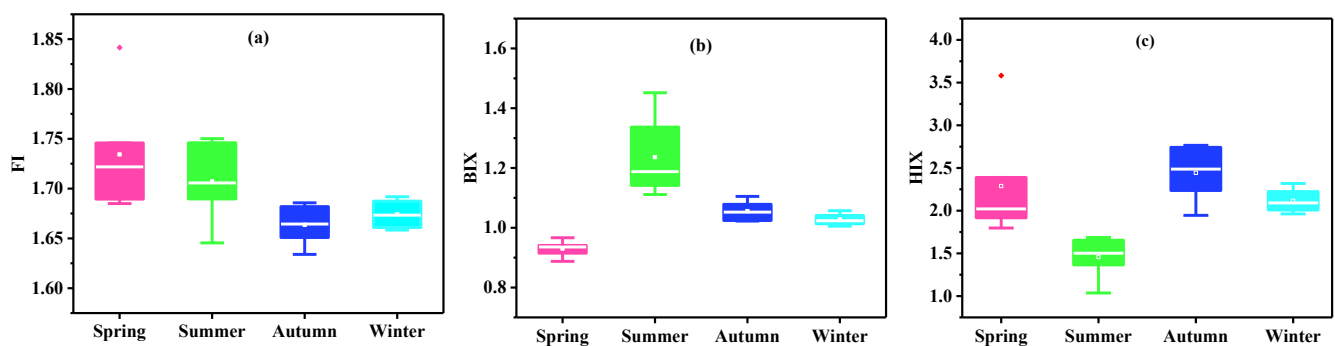 (a)
FI
1.85
1.80
1.75
1.70
1.65
1.60
Spring Summer Autumn Winter
(b)
BIX
1.6
1.4
1.2
1.0
0.8
Spring Summer Autumn Winter
(c)
HIX
4.0
3.5
3.0
2.5
2.0
1.5
1.0
Spring Summer Autumn Winter